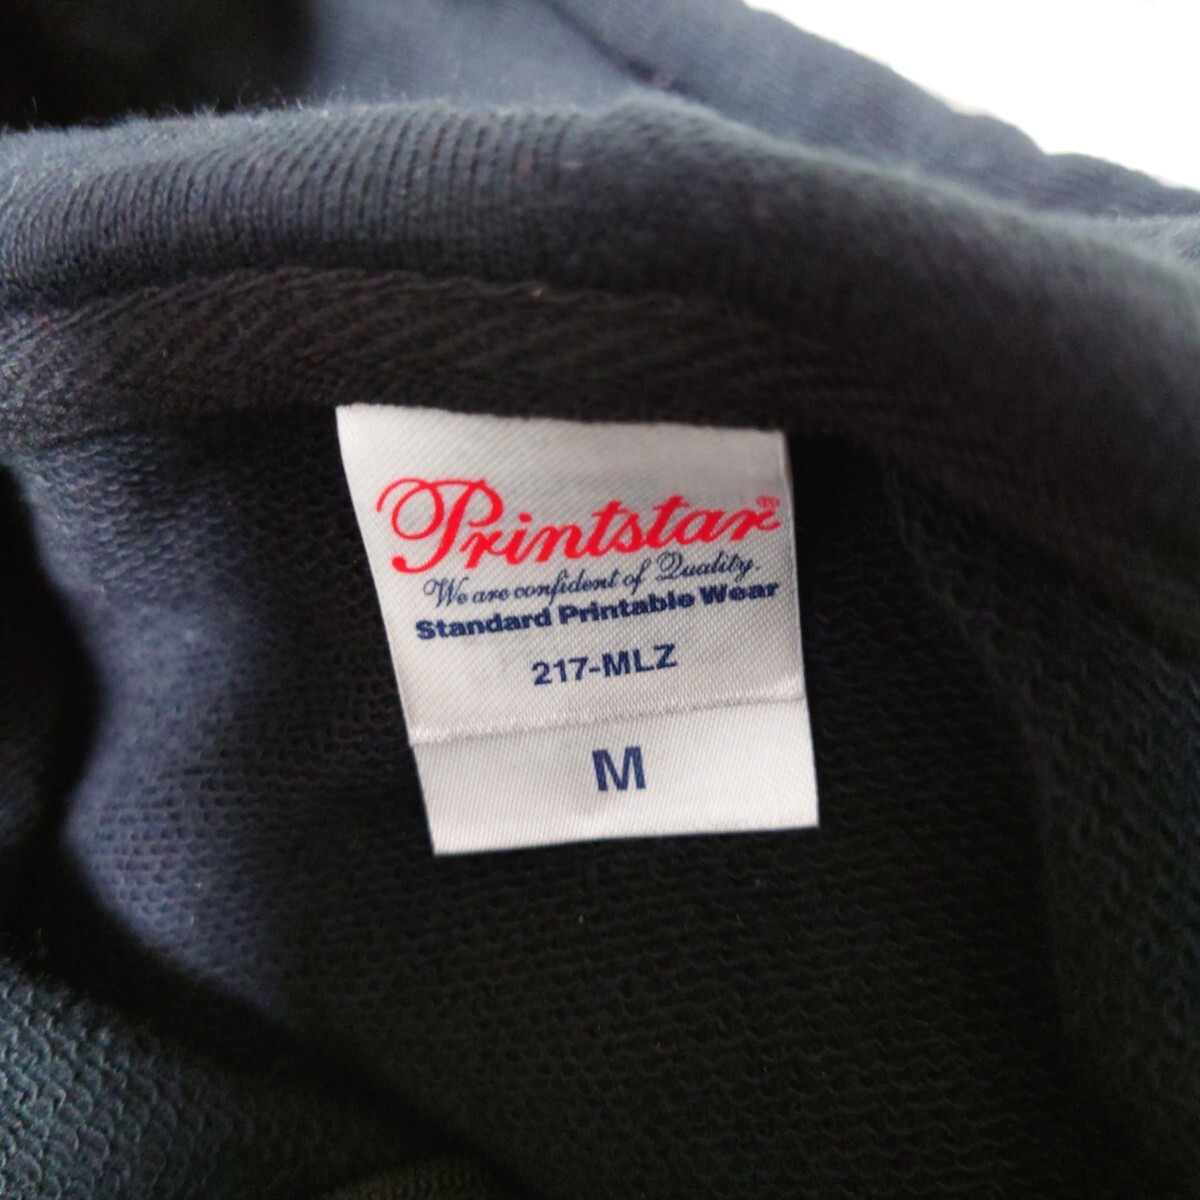 Printstar®
We are confident of Quality.
Standard Printable Wear
217-MLZ
M